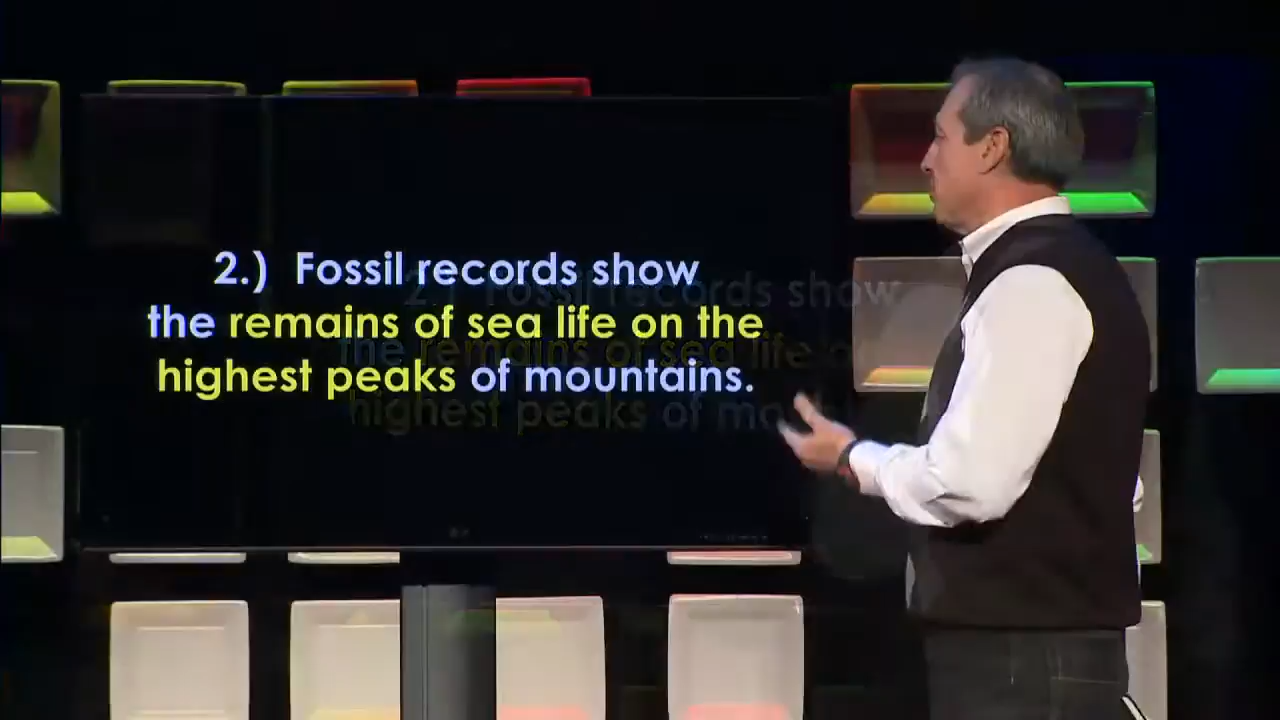 2.) Fossil records show
the remains of sea life on the
highest peaks of mountains.